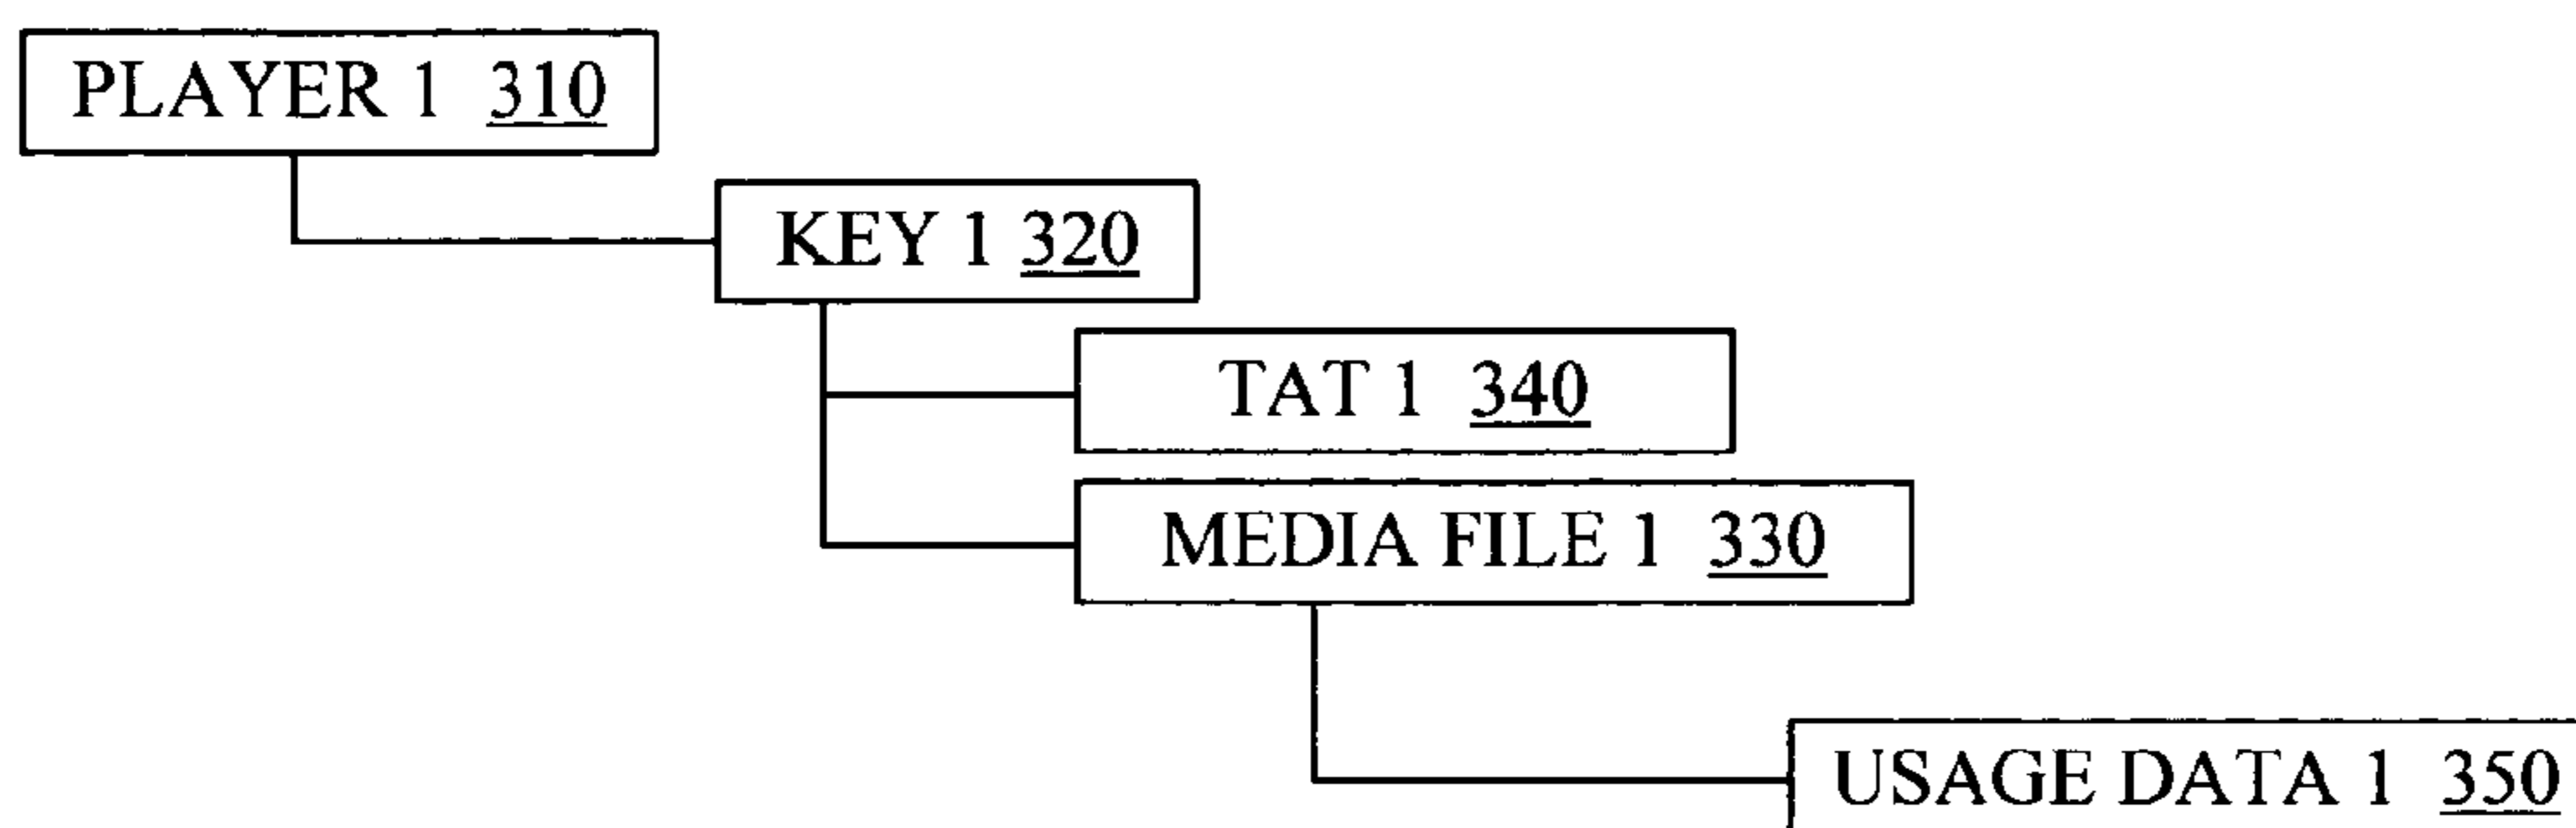 PLAYER 1 310
KEY 1 320
TAT 1 340
MEDIA FILE 1 330
USAGE DATA 1 350